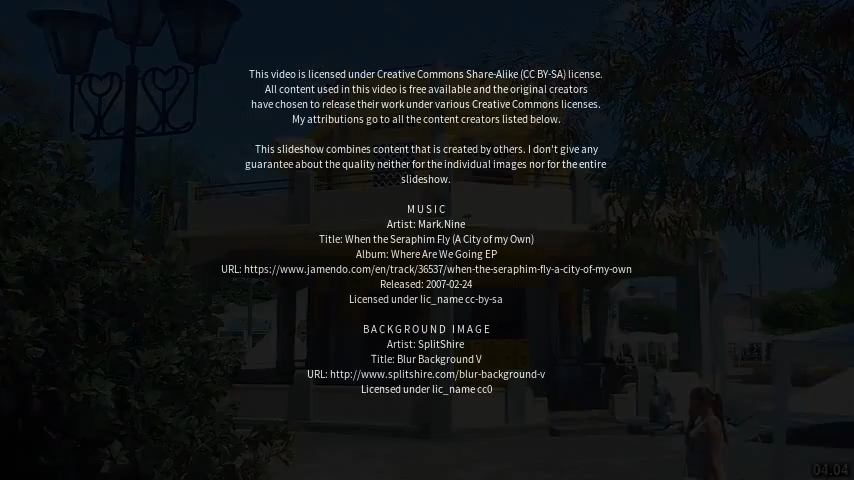 This video is licensed under Creative Commons Share-Alike (CC BY-SA) license.
All content used in this video is free available and the original creators
have chosen to release their work under various Creative Commons licenses.
My attributions go to all the content creators listed below.
This slideshow combines content that is created by others. I don't give any
guarantee about the quality neither for the individual images nor for the entire
slideshow.
MUSIC
Artist: Mark.Nine
Title: When the Seraphim Fly (A City of my Own)
Album: Where Are We Going EP
URL: https://www.jamendo.com/en/track/36537/when-the-seraphim-fly-a-city-of-my-own
Released: 2007-02-24
Licensed under lic_name cc-by-sa
BACKGROUND IMAGE
Artist: SplitShire
Title: Blur Background V
URL: http://www.splitshire.com/blur-background-v
Licensed under lic_name cc0
04.04